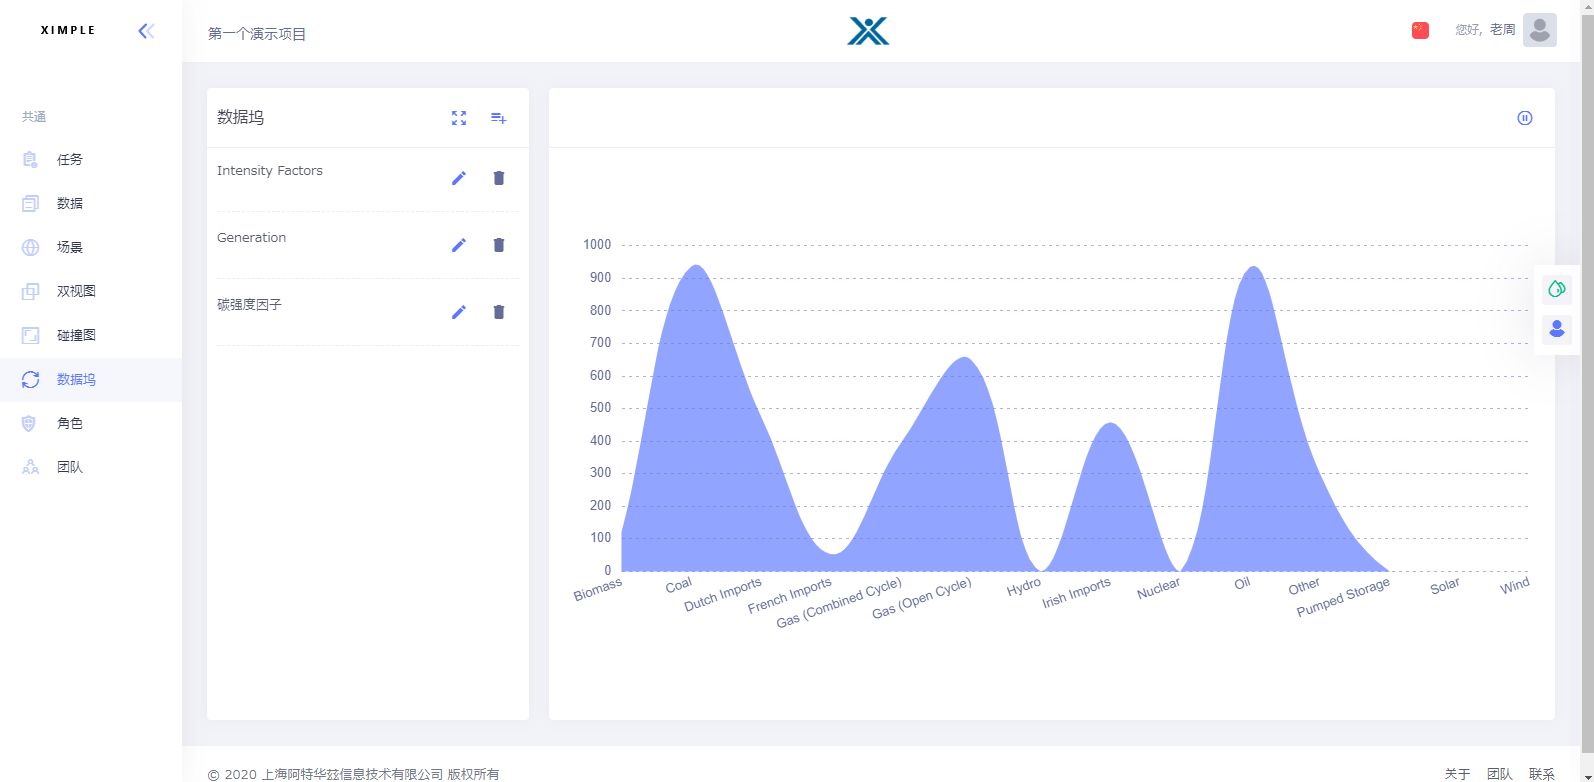 XIMPLE
第一个演示项目
您好, 老周
共通
任务
数据
场景
双视图
碰撞图
数据坞
角色
团队
数据坞
Intensity Factors
Generation
碳强度因子
1000
900
800
700
600
500
400
300
200
100
0
Biomass
Coal
Dutch Imports
French Imports
Gas (Combined Cycle)
Gas (Open Cycle)
Hydro
Irish Imports
Nuclear
Oil
Other
Pumped Storage
Solar
Wind
© 2020 上海阿特华兹信息技术有限公司 版权所有
关于 团队 联系